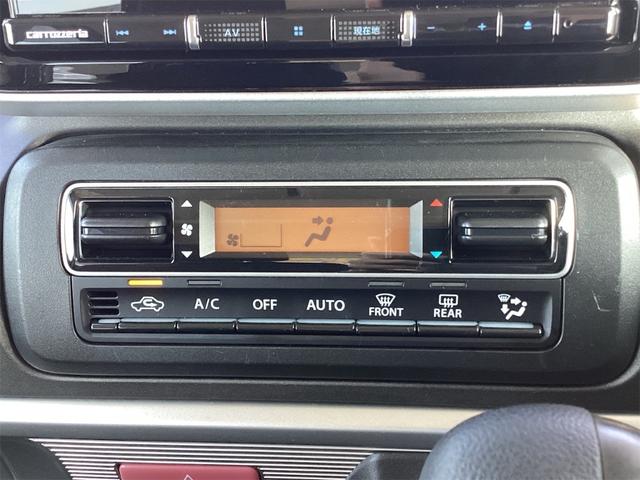 carrozzeria AV 現在地 − +
A/C OFF AUTO FRONT REAR